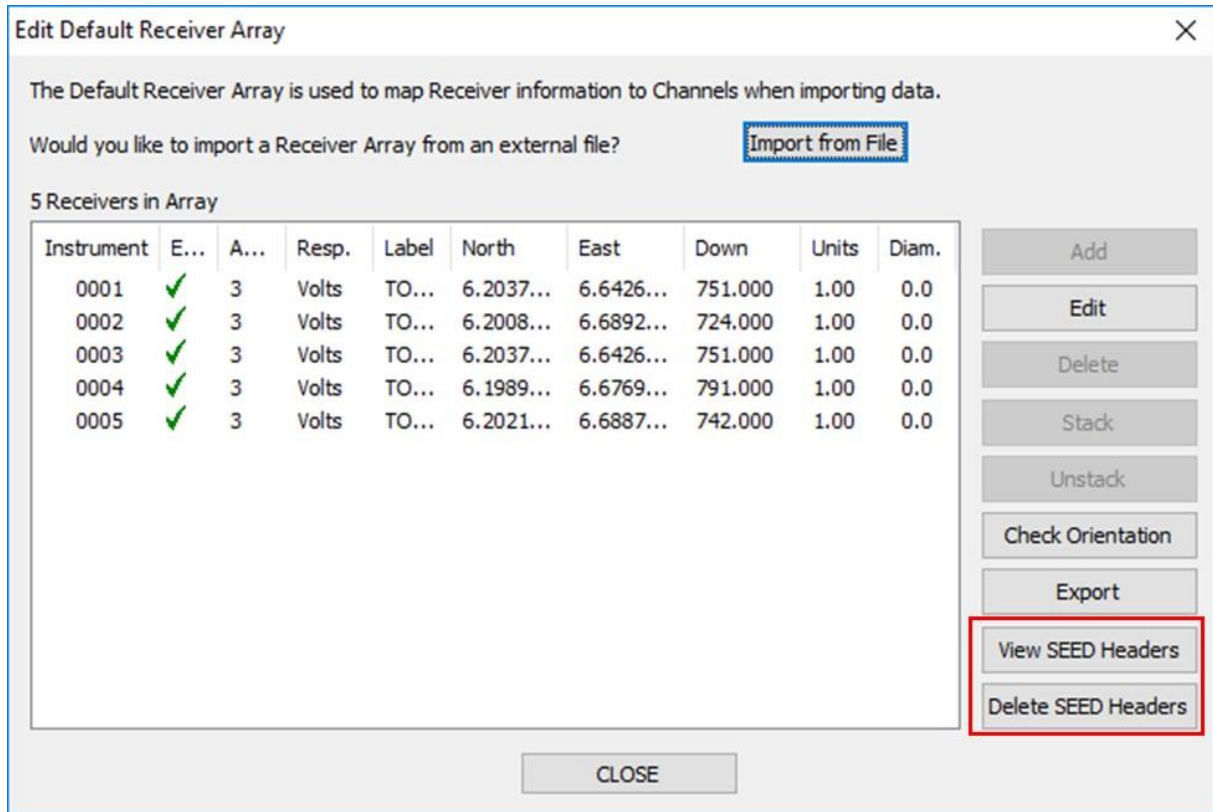 Edit Default Receiver Array
The Default Receiver Array is used to map Receiver information to Channels when importing data.
Would you like to import a Receiver Array from an external file? Import from File
5 Receivers in Array
Instrument E... A... Resp. Label North East Down Units Diam.
0001 ✓ 3 Volts TO... 6.2037... 6.6426... 751.000 1.00 0.0
0002 ✓ 3 Volts TO... 6.2008... 6.6892... 724.000 1.00 0.0
0003 ✓ 3 Volts TO... 6.2037... 6.6426... 751.000 1.00 0.0
0004 ✓ 3 Volts TO... 6.1989... 6.6769... 791.000 1.00 0.0
0005 ✓ 3 Volts TO... 6.2021... 6.6887... 742.000 1.00 0.0
Add
Edit
Delete
Stack
Unstack
Check Orientation
Export
View SEED Headers
Delete SEED Headers
CLOSE